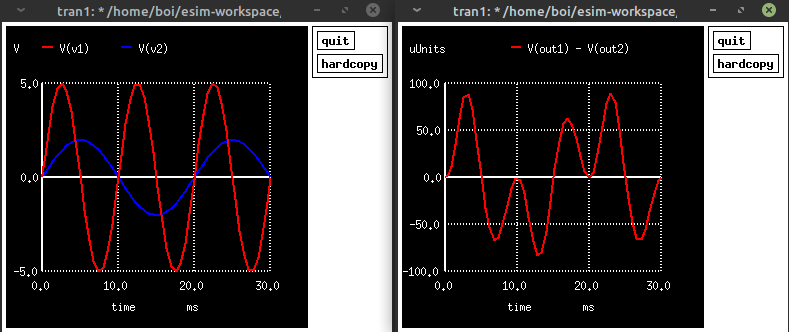 tran1: * /home/boi/esim-workspace
quit
hardcopy
V V(v1) V(v2)
5.0
0.0
-5.0
0.0 10.0 20.0 30.0
time ms
tran1: * /home/boi/esim-workspace
quit
hardcopy
uUnits V(out1) - V(out2)
100.0
50.0
0.0
-50.0
-100.0
0.0 10.0 20.0 30.0
time ms